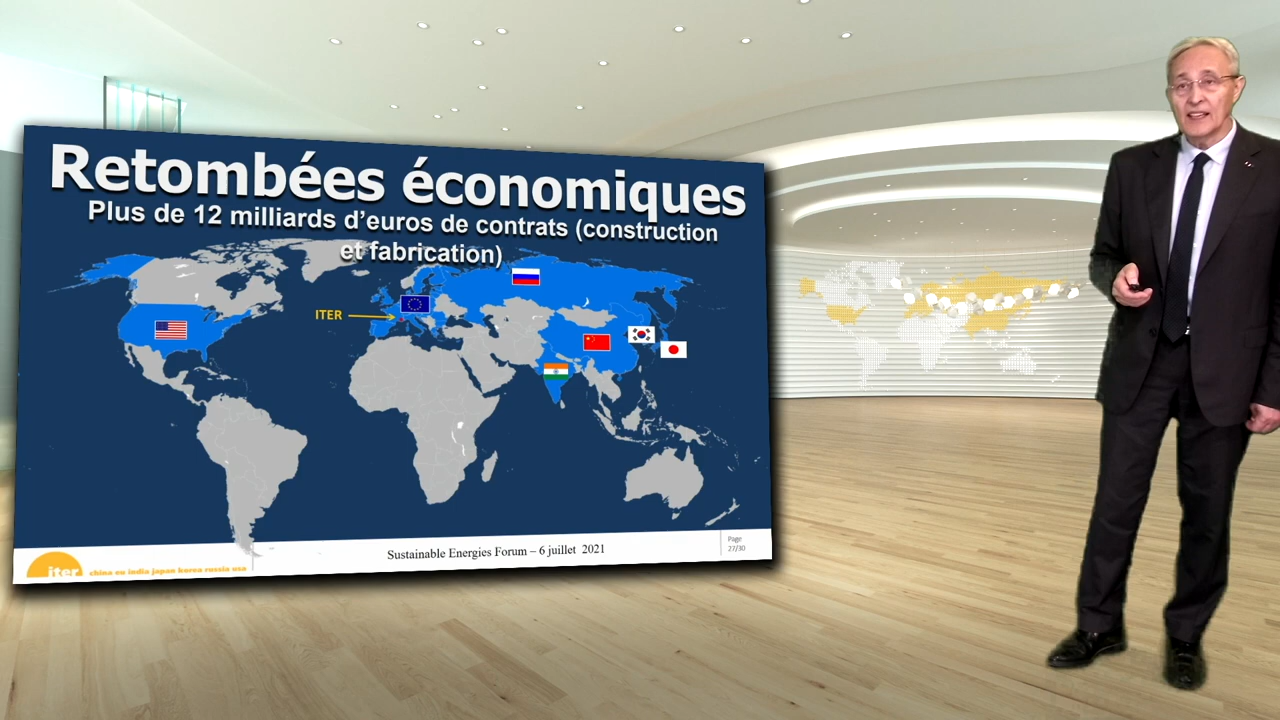 Retombées économiques
Plus de 12 milliards d’euros de contrats (construction
et fabrication)
ITER
Sustainable Energies Forum – 6 juillet  2021
Page
27/30
iter
china eu india japan korea russia usa